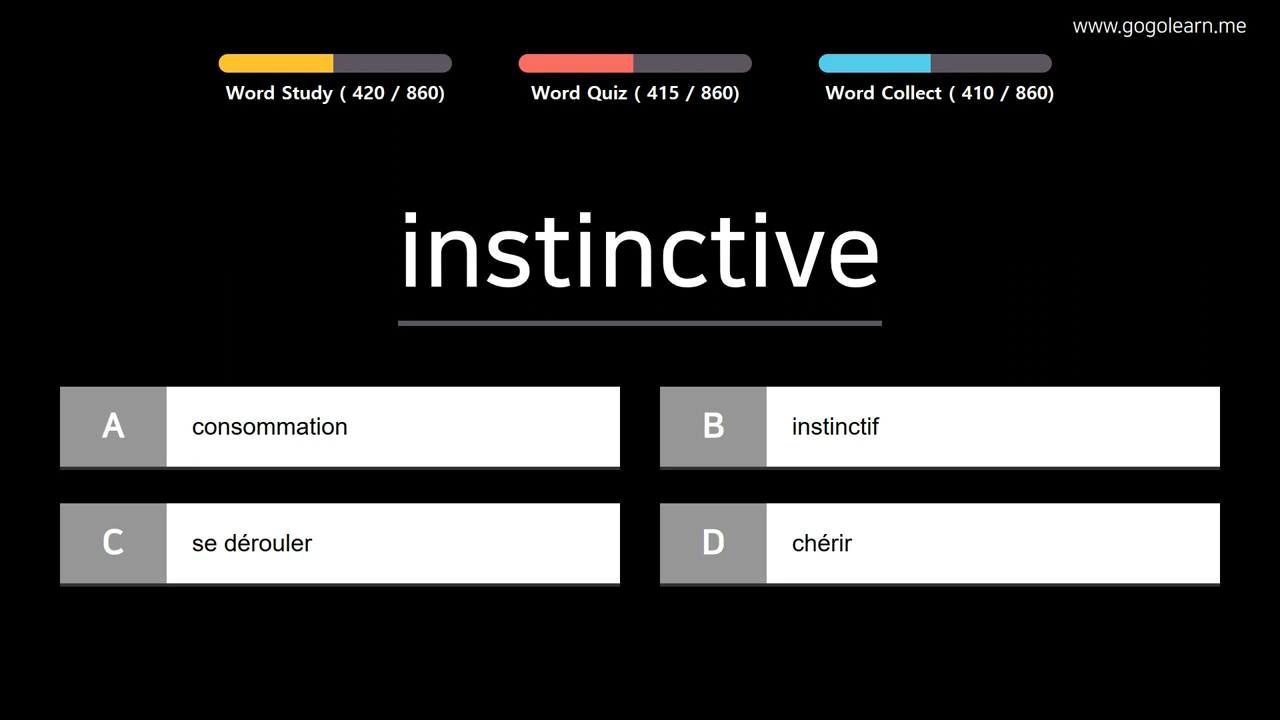 www.gogolearn.me
Word Study ( 420 / 860)
Word Quiz ( 415 / 860)
Word Collect ( 410 / 860)
instinctive
A consommation
B instinctif
C se dérouler
D chérir